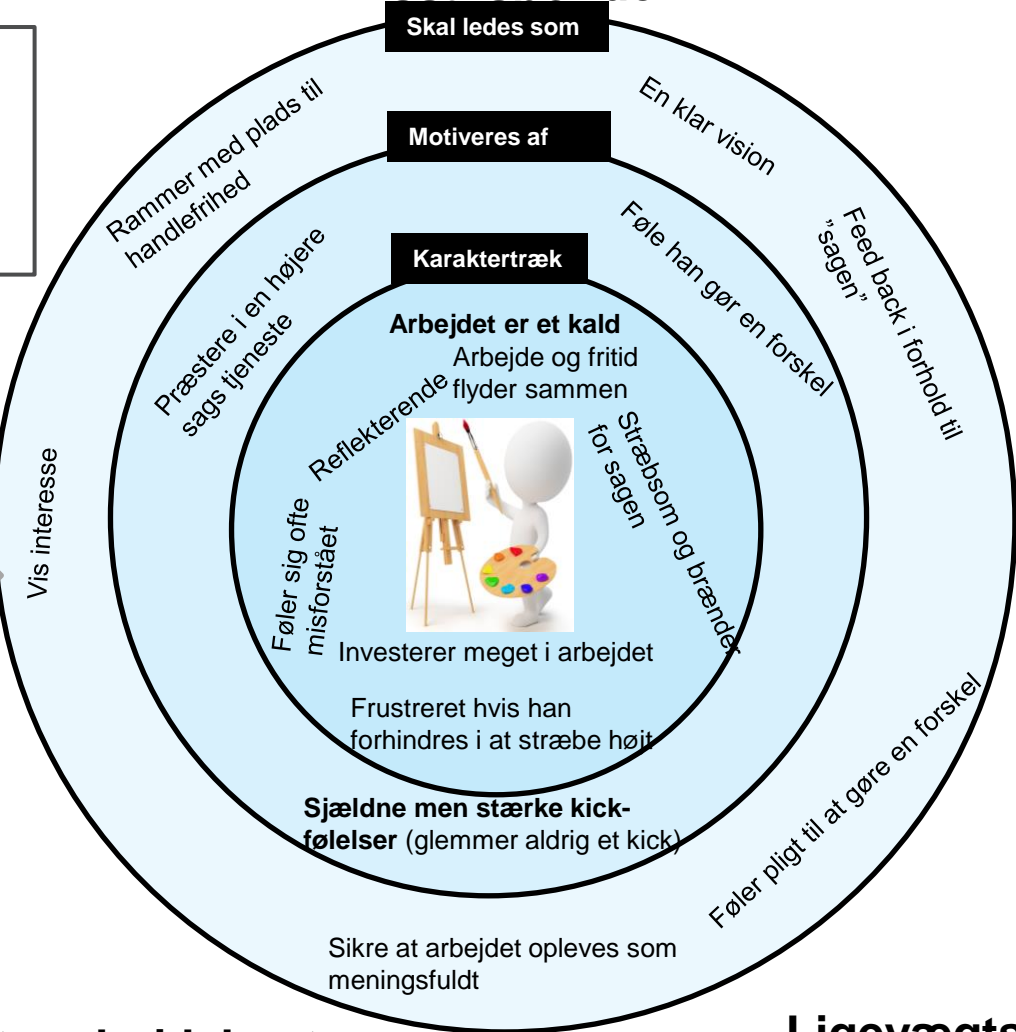 Skal ledes som
Rammer med plads til
handlefrihed
En klar vision
Feed back i forhold til
”sagen”
Vis interesse
Føler pligt til at gøre en forskel
Sikre at arbejdet opleves som
meningsfuldt
Motiveres af
Præstere i en højere
sags tjeneste
Føle han gør en forskel
Sjældne men stærke kick-
følelser (glemmer aldrig et kick)
Karaktertræk
Arbejdet er et kald
Arbejde og fritid
flyder sammen
Reflekterende
Stræbsom og brænder
for sagen
Føler sig ofte
misforstået
Investerer meget i arbejdet
Frustreret hvis han
forhindres i at stræbe højt